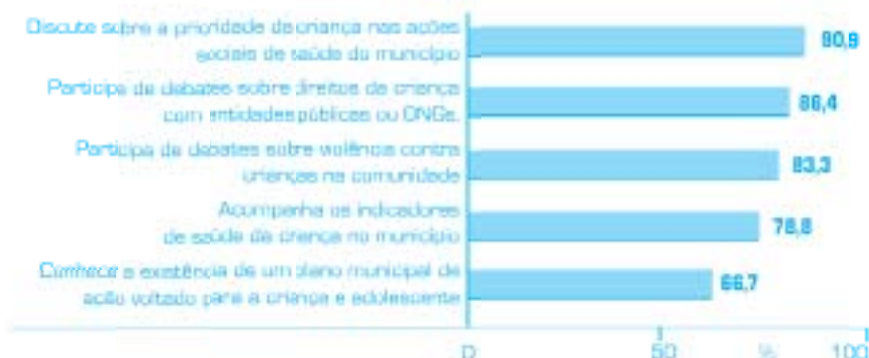 Discute sobre a prioridade da criança nas ações
sociais de saúde do município
90,9
Participa de debates sobre direitos da criança
com entidades públicas ou ONGs.
86,4
Participa de debates sobre violência contra
crianças na comunidade
83,3
Acompanha os indicadores
de saúde da criança no município
78,8
Conhece a existência de um plano municipal de
ação voltado para a criança e adolescente
66,7
0 50 % 100